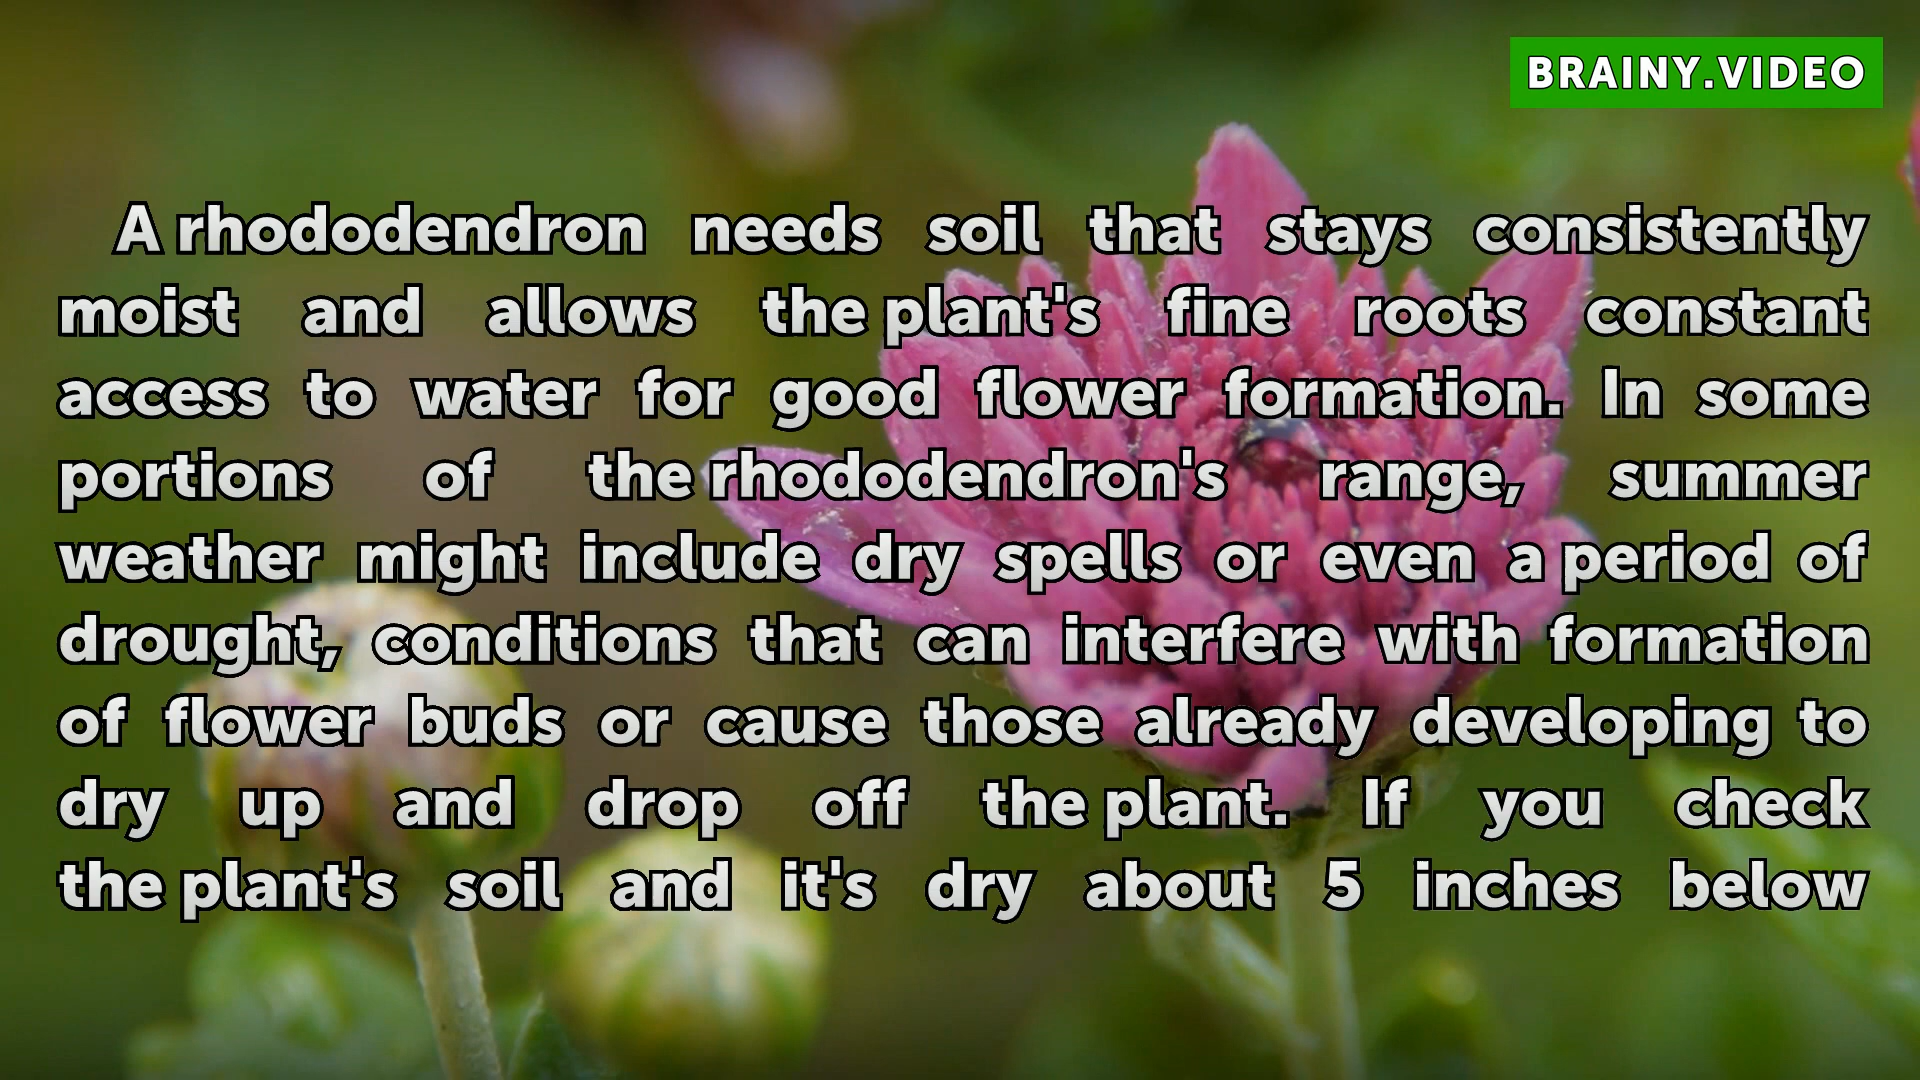 BRAINY.VIDEO
A rhododendron needs soil that stays consistently
moist and allows the plant's fine roots constant
access to water for good flower formation. In some
portions of the rhododendron's range, summer
weather might include dry spells or even a period of
drought, conditions that can interfere with formation
of flower buds or cause those already developing to
dry up and drop off the plant. If you check
the plant's soil and it's dry about 5 inches below